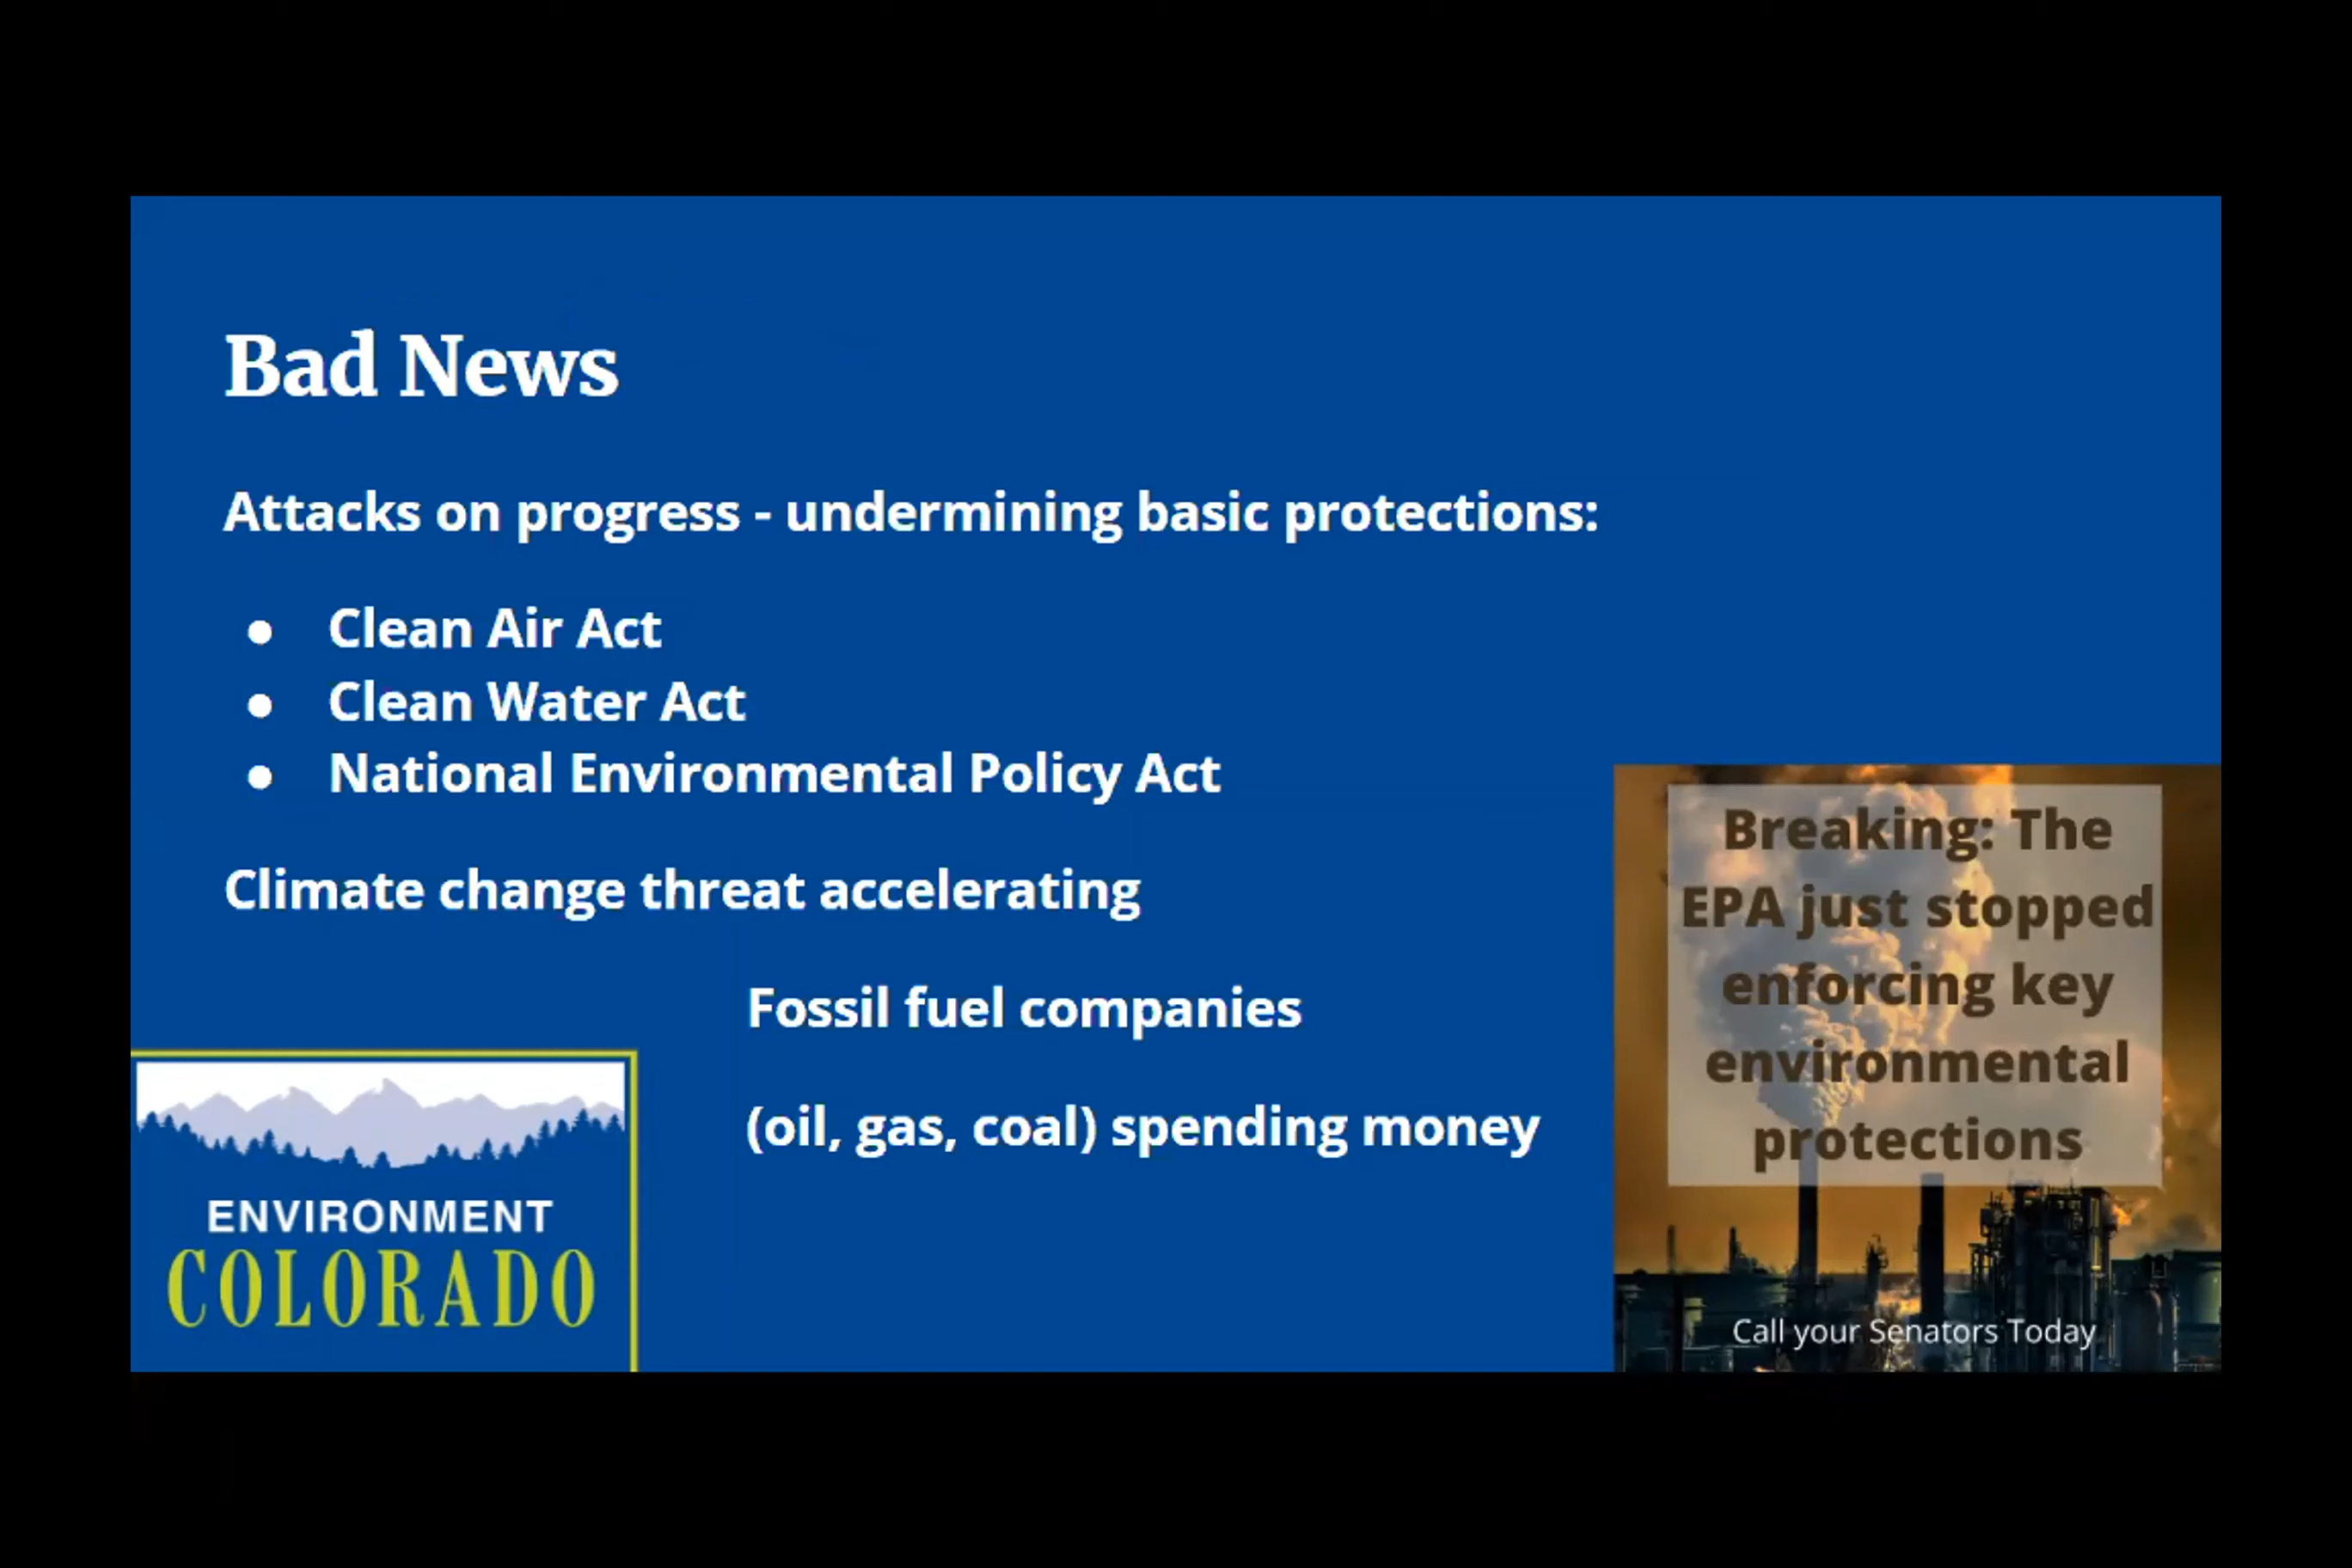 Bad News
Attacks on progress - undermining basic protections:
● Clean Air Act
● Clean Water Act
● National Environmental Policy Act
Climate change threat accelerating
Fossil fuel companies
(oil, gas, coal) spending money
ENVIRONMENT
COLORADO
Breaking: The
EPA just stopped
enforcing key
environmental
protections
Call your Senators Today